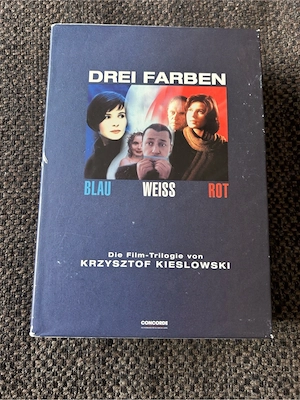 DREI FARBEN
BLAU WEISS ROT
Die Film-Trilogie von
KRZYSZTOF KIESLOWSKI
CONCORDE